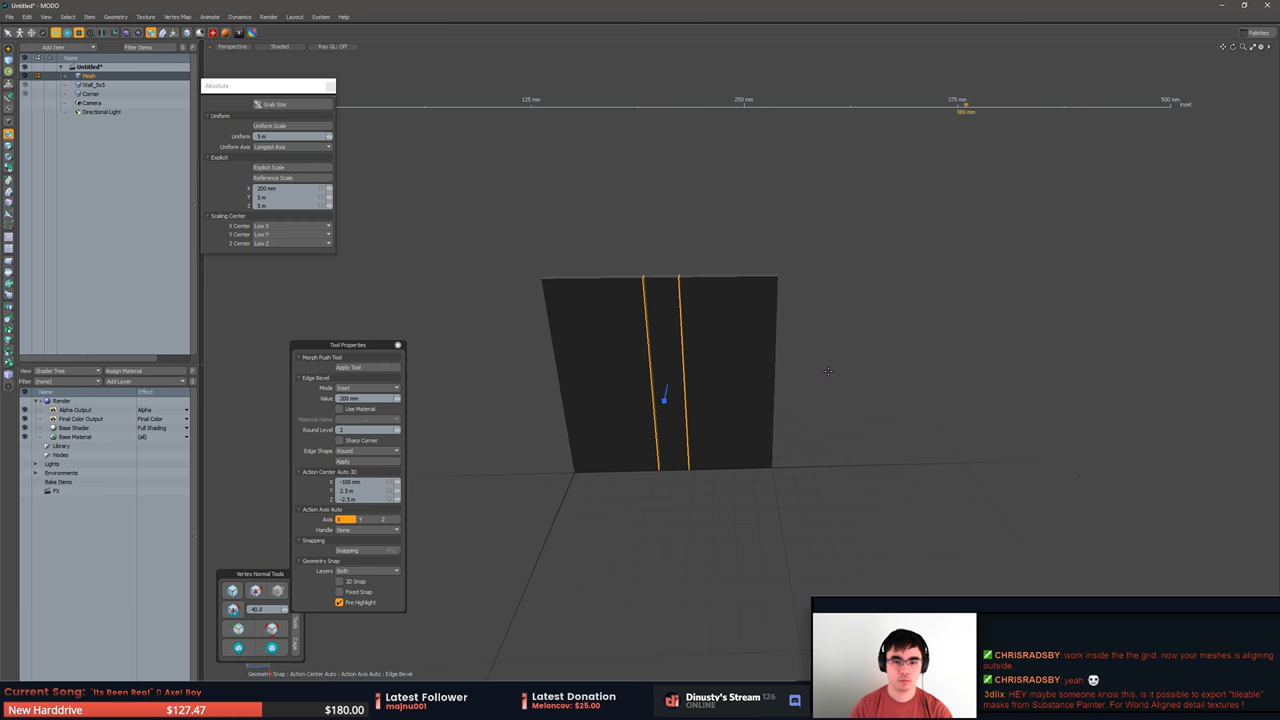 Untitled* - MODO
File Edit View Select Item Geometry Texture Vertex Map Animate Dynamics Render Layout System Help
Palettes
Add Item Filter Items S F
Name
Untitled*
Mesh
Wall_5x5
Corner
Camera
Directional Light
Perspective Shaded Ray GL: Off
125 mm 250 mm 375 mm 500 mm inset
380 mm
Absolute
Grab Size
Uniform
Uniform Scale
Uniform 5 m
Uniform Axis Longest Axis
Explicit
Explicit Scale
Reference Scale
X 200 mm
Y 5 m
Z 5 m
Scaling Center
X Center Low X
Y Center Low Y
Z Center Low Z
Tool Properties
Morph Push Tool
Apply Tool
Edge Bevel
Mode Inset
Value 200 mm
Use Material
Material Name
Round Level 2
Sharp Corner
Edge Shape Round
Apply
Action Center Auto 3D
X -100 mm
Y 2.5 m
Z -2.5 m
Action Axis Auto
Axis X Y Z
Handle None
Snapping
Snapping F11
Geometry Snap
Layers Both
2D Snap
Fixed Snap
Pre Highlight
View Shader Tree Assign Material S F
Filter (none) Add Layer
Name Effect
Render
Alpha Output Alpha
Final Color Output Final Color
Base Shader Full Shading
Base Material (all)
Library
Nodes
Lights
Environments
Bake Items
FX
Vertex Normal Tools
40.0
Tools
Cage
Geometry Snap : Action Center Auto : Action Axis Auto : Edge Bevel
CHRISRADSBY: work inside the the grid. now your meshes is aligning
outside.
CHRISRADSBY: yeah
3dlix: HEY maybe someone know this, is it possible to export "tileable"
masks from Substance Painter. For World Aligned detail textures !
Current Song: "Its Been Real" Axel Boy
New Harddrive $127.47 $180.00
Latest Follower
majnu001
Latest Donation
Meloncov: $25.00
Dinusty's Stream 126
ONLINE